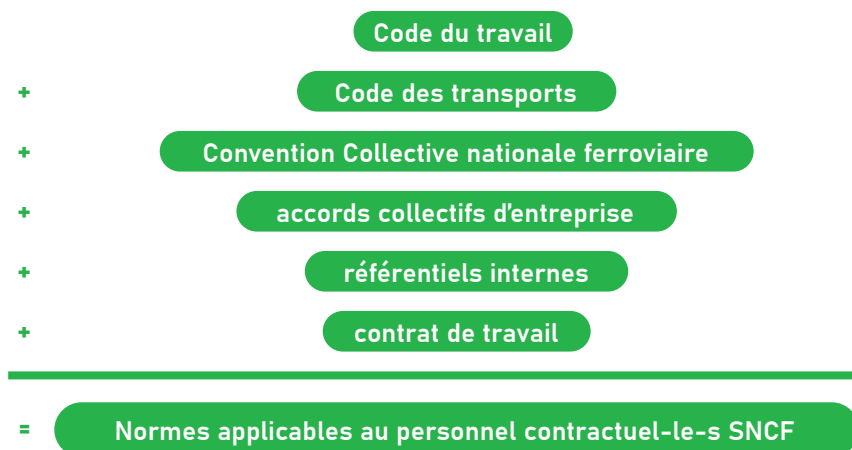 Code du travail
+ Code des transports
+ Convention Collective nationale ferroviaire
+ accords collectifs d'entreprise
+ référentiels internes
+ contrat de travail
= Normes applicables au personnel contractuel-le-s SNCF